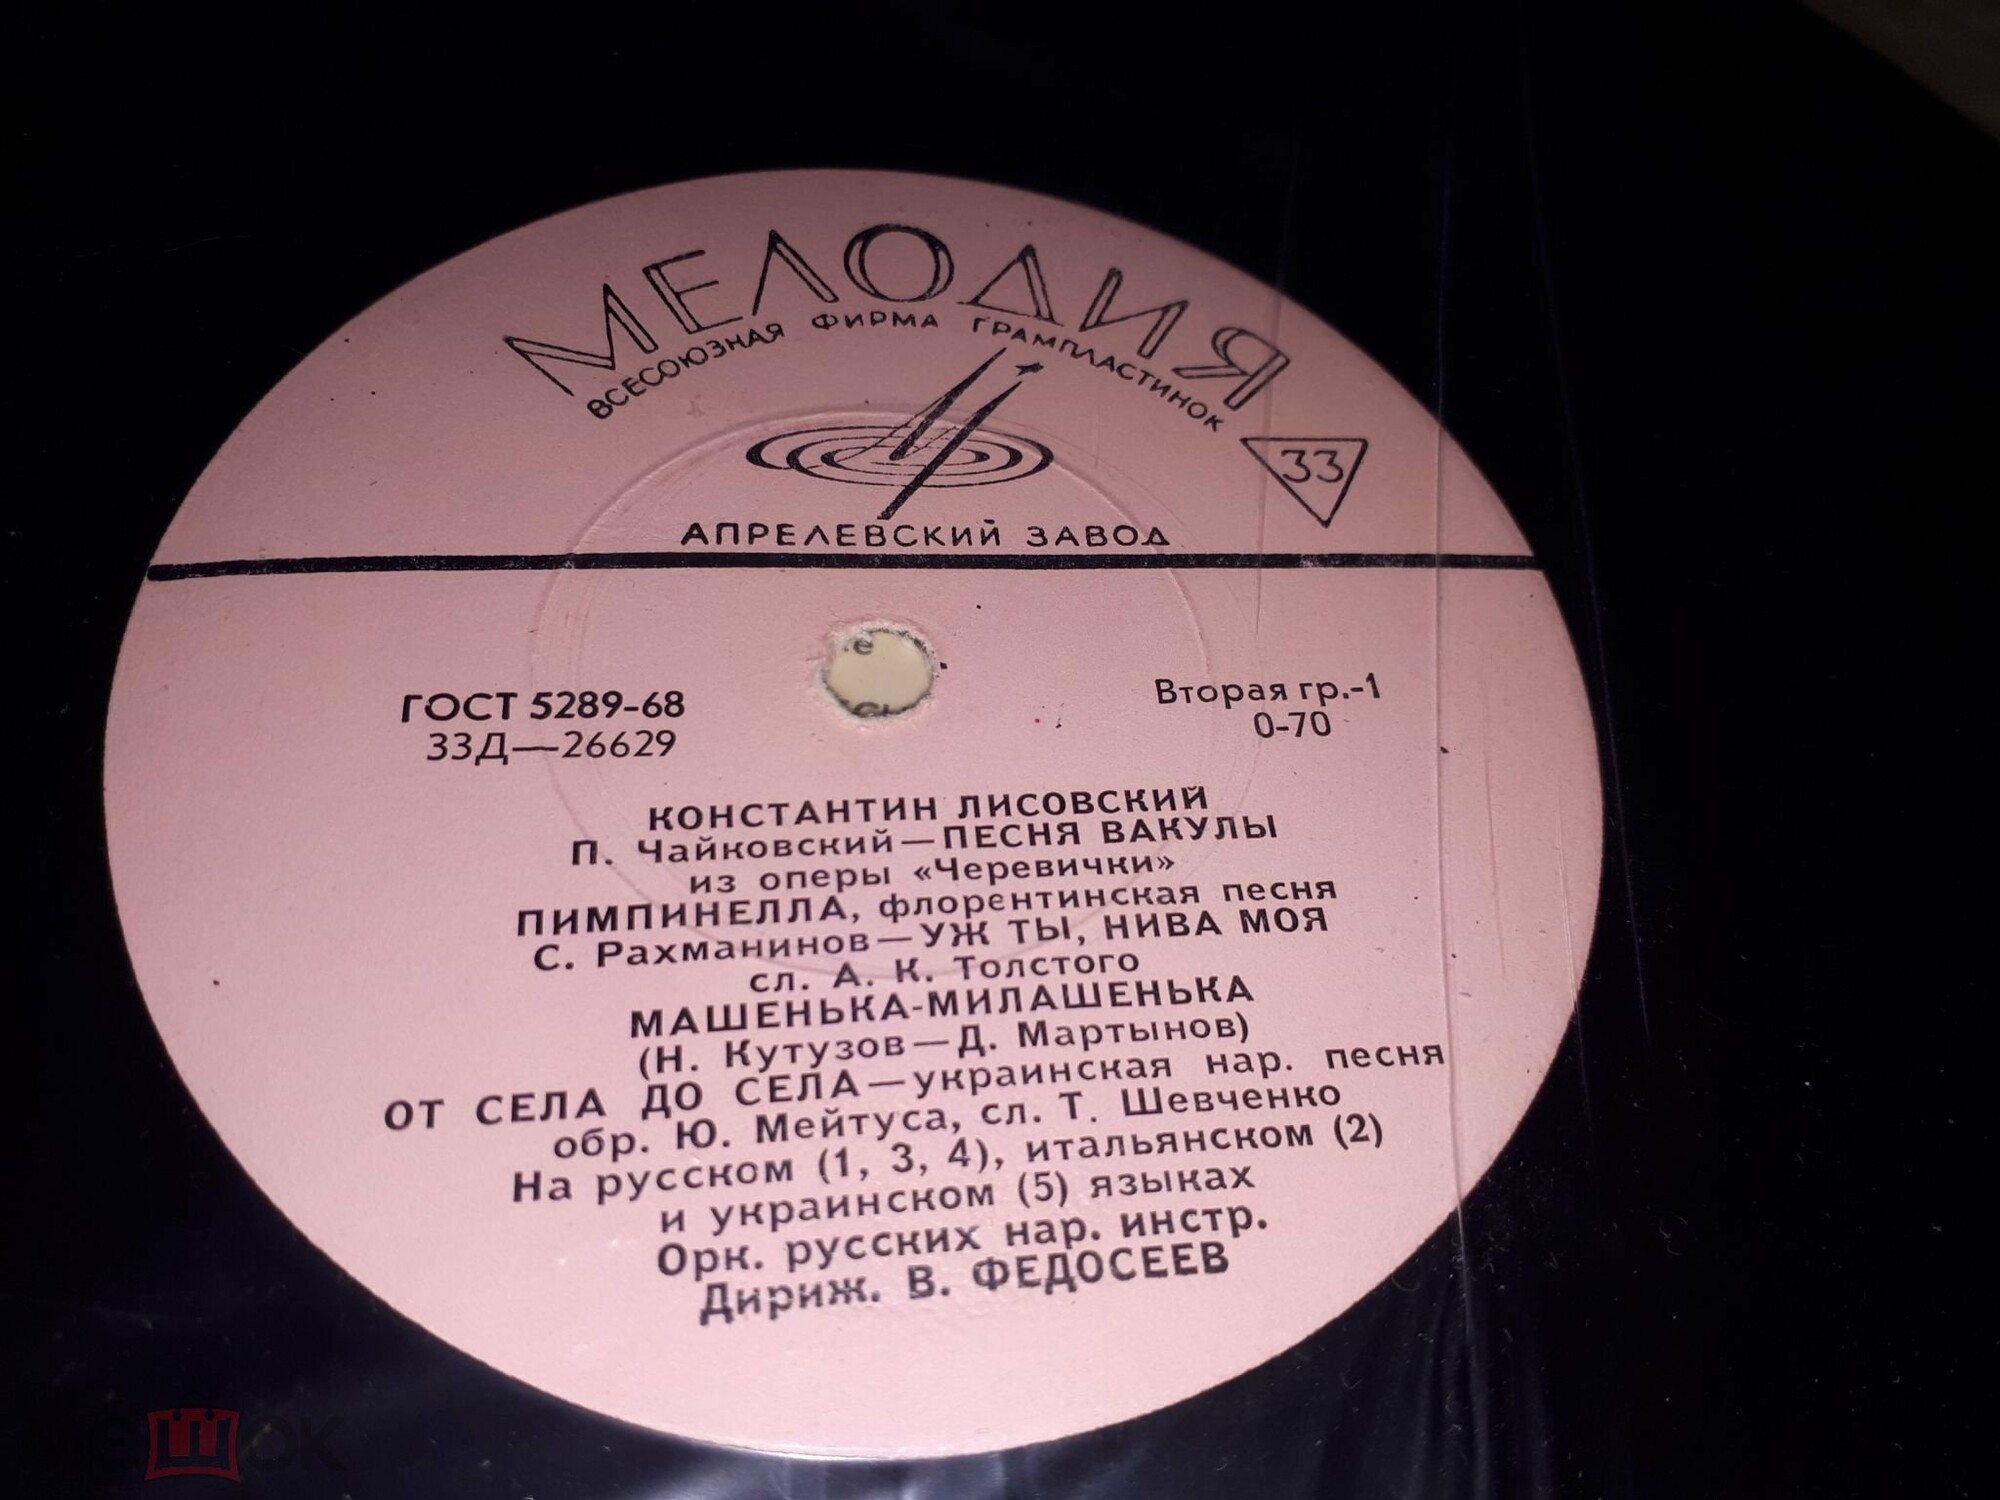 МЕЛОДИЯ
ВСЕСОЮЗНАЯ ФИРМА ГРАМПЛАСТИНОК
33
АПРЕЛЕВСКИЙ ЗАВОД
ГОСТ 5289-68
33Д—26629
Вторая гр.-1
0-70
КОНСТАНТИН ЛИСОВСКИЙ
П. Чайковский—ПЕСНЯ ВАКУЛЫ
из оперы «Черевички»
ПИМПИНЕЛЛА, флорентинская песня
С. Рахманинов—УЖ ТЫ, НИВА МОЯ
сл. А. К. Толстого
МАШЕНЬКА-МИЛАШЕНЬКА
(Н. Кутузов—Д. Мартынов)
ОТ СЕЛА ДО СЕЛА—украинская нар. песня
обр. Ю. Мейтуса, сл. Т. Шевченко
На русском (1, 3, 4), итальянском (2)
и украинском (5) языках
Орк. русских нар. инстр.
Дириж. В. ФЕДОСЕЕВ